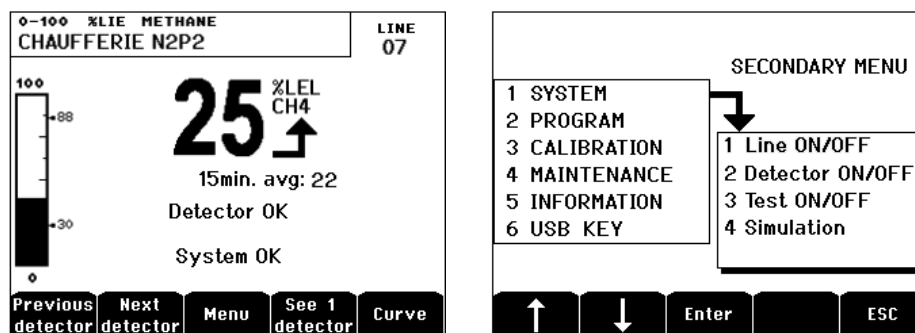 0-100 %LIE METHANE
CHAUFFERIE N2P2
LINE
07
100
88
30
0
25
%LEL
CH4
15min. avg: 22
Detector OK
System OK
Previous detector
Next detector
Menu
See 1 detector
Curve
SECONDARY MENU
1 SYSTEM
2 PROGRAM
3 CALIBRATION
4 MAINTENANCE
5 INFORMATION
6 USB KEY
1 Line ON/OFF
2 Detector ON/OFF
3 Test ON/OFF
4 Simulation
Enter
ESC